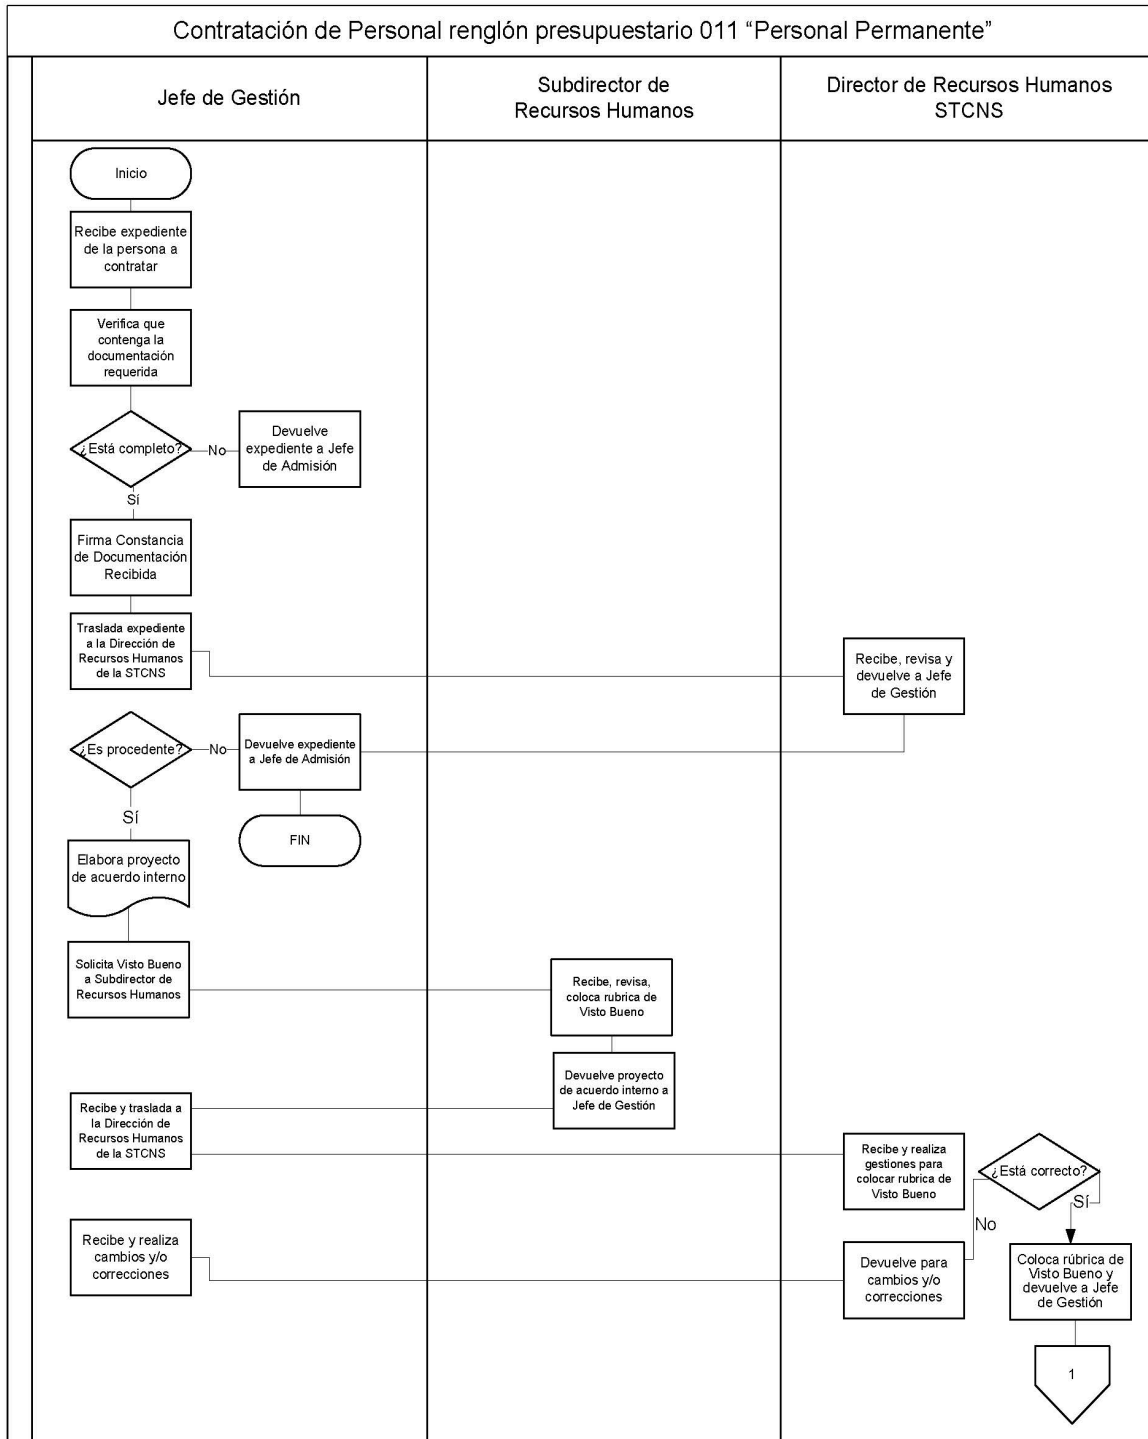 Contratación de Personal renglón presupuestario 011 “Personal Permanente”
Jefe de Gestión
Subdirector de
Recursos Humanos
Director de Recursos Humanos
STCNS
Inicio
Recibe expediente
de la persona a
contratar
Verifica que
contenga la
documentación
requerida
¿Está completo?
No
Devuelve
expediente a Jefe
de Admisión
Sí
Firma Constancia
de Documentación
Recibida
Traslada expediente
a la Dirección de
Recursos Humanos
de la STCNS
Recibe, revisa y
devuelve a Jefe
de Gestión
¿Es procedente?
No
Devuelve expediente
a Jefe de Admisión
Sí
FIN
Elabora proyecto
de acuerdo interno
Solicita Visto Bueno
a Subdirector de
Recursos Humanos
Recibe, revisa,
coloca rubrica de
Visto Bueno
Devuelve proyecto
de acuerdo interno a
Jefe de Gestión
Recibe y traslada a
la Dirección de
Recursos Humanos
de la STCNS
Recibe y realiza
gestiones para
colocar rubrica de
Visto Bueno
¿Está correcto?
Sí
No
Recibe y realiza
cambios y/o
correcciones
Devuelve para
cambios y/o
correcciones
Coloca rúbrica de
Visto Bueno y
devuelve a Jefe
de Gestión
1